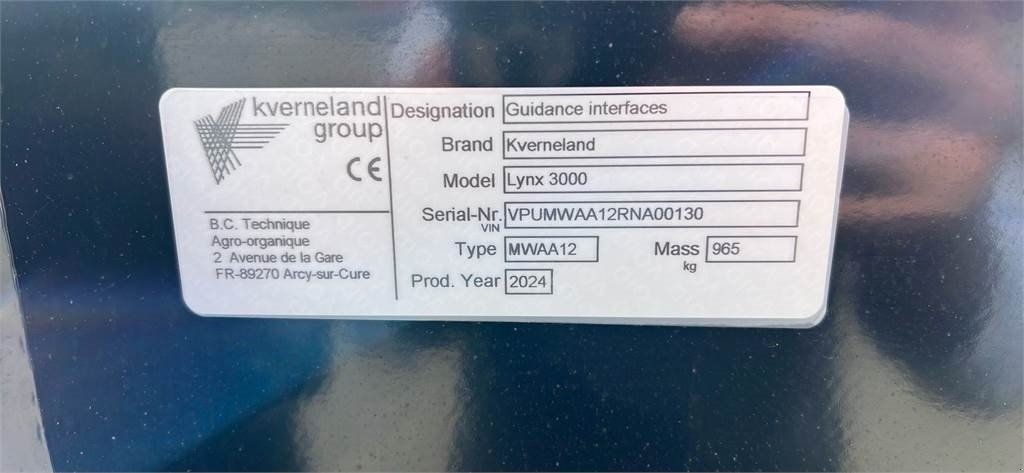 kverneland
group
CE
B.C. Technique
Agro-organique
2 Avenue de la Gare
FR-89270 Arcy-sur-Cure
Designation Guidance interfaces
Brand Kverneland
Model Lynx 3000
Serial-Nr. VPUMWAA12RNA00130
VIN
Type MWAA12 Mass 965
kg
Prod. Year 2024